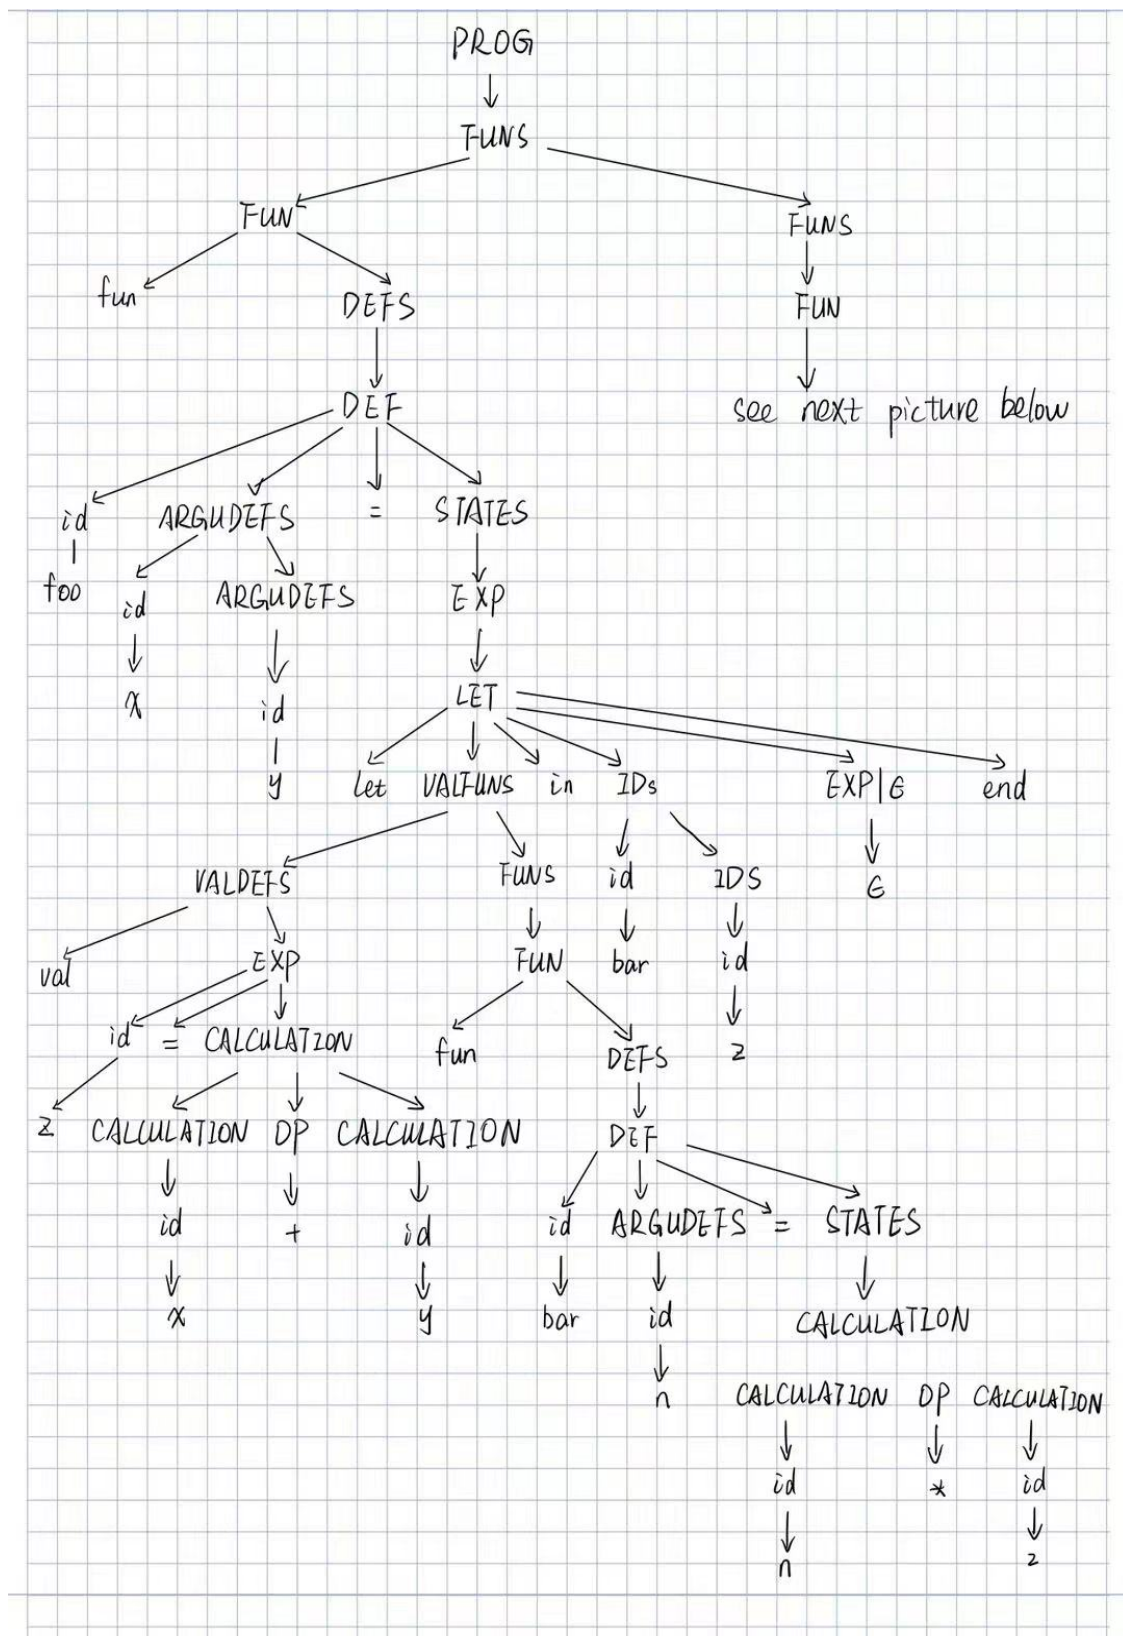 PROG
FUNS
FUN FUNS
fun DEFS FUN
DEF see next picture below
id ARGUDEFS = STATES
foo id ARGUDEFS EXP
x id LET
y let VALFUNS in IDs EXP|ϵ end
VALDEFS FUNS id IDS ϵ
val EXP FUN bar id
id = CALCULATION fun DEFS z
z CALCULATION OP CALCULATION DEF
id + id id ARGUDEFS = STATES
x y bar id CALCULATION
n CALCULATION OP CALCULATION
id * id
n z